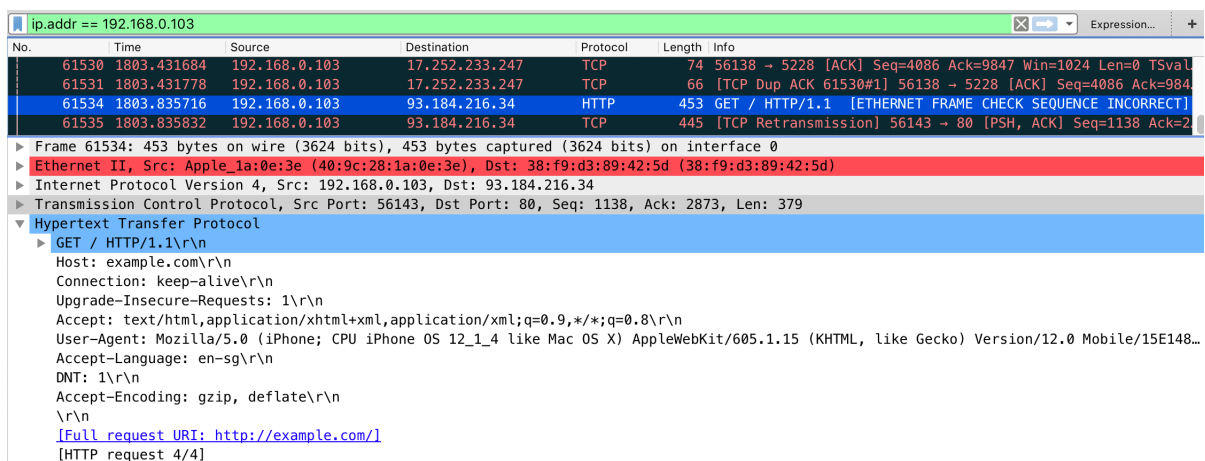 ip.addr == 192.168.0.103 Expression... +
No. Time Source Destination Protocol Length Info
61530 1803.431684 192.168.0.103 17.252.233.247 TCP 74 56138 → 5228 [ACK] Seq=4086 Ack=9847 Win=1024 Len=0 TSval
61531 1803.431778 192.168.0.103 17.252.233.247 TCP 66 [TCP Dup ACK 61530#1] 56138 → 5228 [ACK] Seq=4086 Ack=984
61534 1803.835716 192.168.0.103 93.184.216.34 HTTP 453 GET / HTTP/1.1 [ETHERNET FRAME CHECK SEQUENCE INCORRECT]
61535 1803.835832 192.168.0.103 93.184.216.34 TCP 445 [TCP Retransmission] 56143 → 80 [PSH, ACK] Seq=1138 Ack=2
Frame 61534: 453 bytes on wire (3624 bits), 453 bytes captured (3624 bits) on interface 0
Ethernet II, Src: Apple_1a:0e:3e (40:9c:28:1a:0e:3e), Dst: 38:f9:d3:89:42:5d (38:f9:d3:89:42:5d)
Internet Protocol Version 4, Src: 192.168.0.103, Dst: 93.184.216.34
Transmission Control Protocol, Src Port: 56143, Dst Port: 80, Seq: 1138, Ack: 2873, Len: 379
Hypertext Transfer Protocol
GET / HTTP/1.1\r\n
Host: example.com\r\n
Connection: keep-alive\r\n
Upgrade-Insecure-Requests: 1\r\n
Accept: text/html,application/xhtml+xml,application/xml;q=0.9,*/*;q=0.8\r\n
User-Agent: Mozilla/5.0 (iPhone; CPU iPhone OS 12_1_4 like Mac OS X) AppleWebKit/605.1.15 (KHTML, like Gecko) Version/12.0 Mobile/15E148…
Accept-Language: en-sg\r\n
DNT: 1\r\n
Accept-Encoding: gzip, deflate\r\n
\r\n
[Full request URI: http://example.com/]
[HTTP request 4/4]